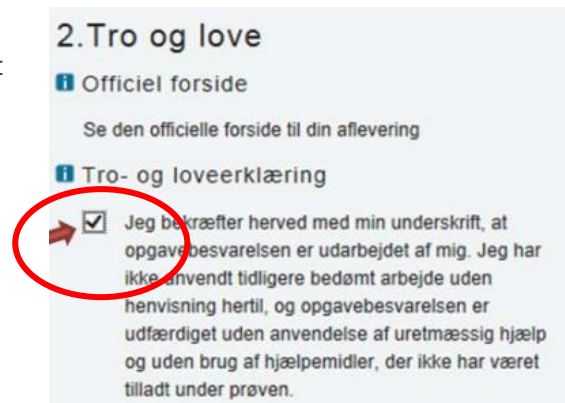 2.Tro og love
Officiel forside
Se den officielle forside til din aflevering
Tro- og loveerklæring
Jeg bekræfter herved med min underskrift, at
opgavebesvarelsen er udarbejdet af mig. Jeg har
ikke anvendt tidligere bedømt arbejde uden
henvisning hertil, og opgavebesvarelsen er
udfærdiget uden anvendelse af uretmæssig hjælp
og uden brug af hjælpemidler, der ikke har været
tilladt under prøven.